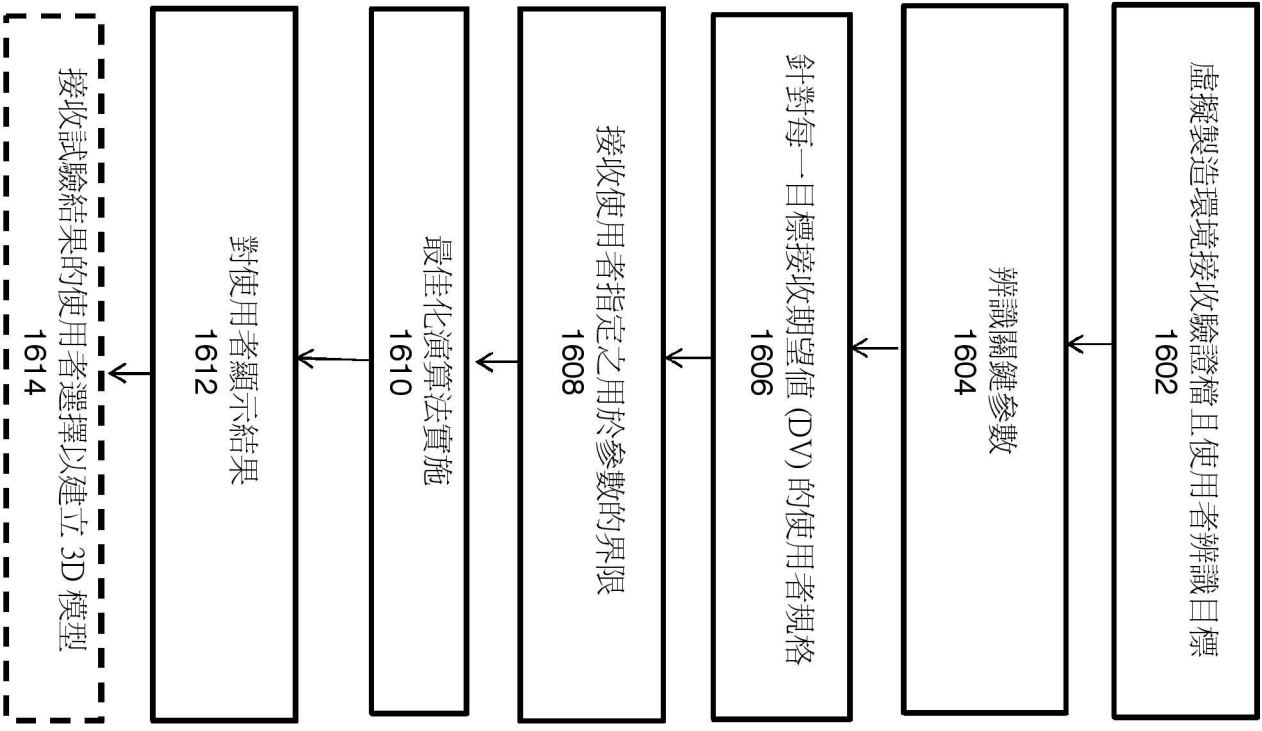 虛擬製造環境接收驗證檔且使用者辨識目標
1602
辨識關鍵參數
1604
針對每一目標接收期望值 (DV) 的使用者規格
1606
接收使用者指定之用於參數的界限
1608
最佳化演算法實施
1610
對使用者顯示結果
1612
接收試驗結果的使用者選擇以建立 3D 模型
1614